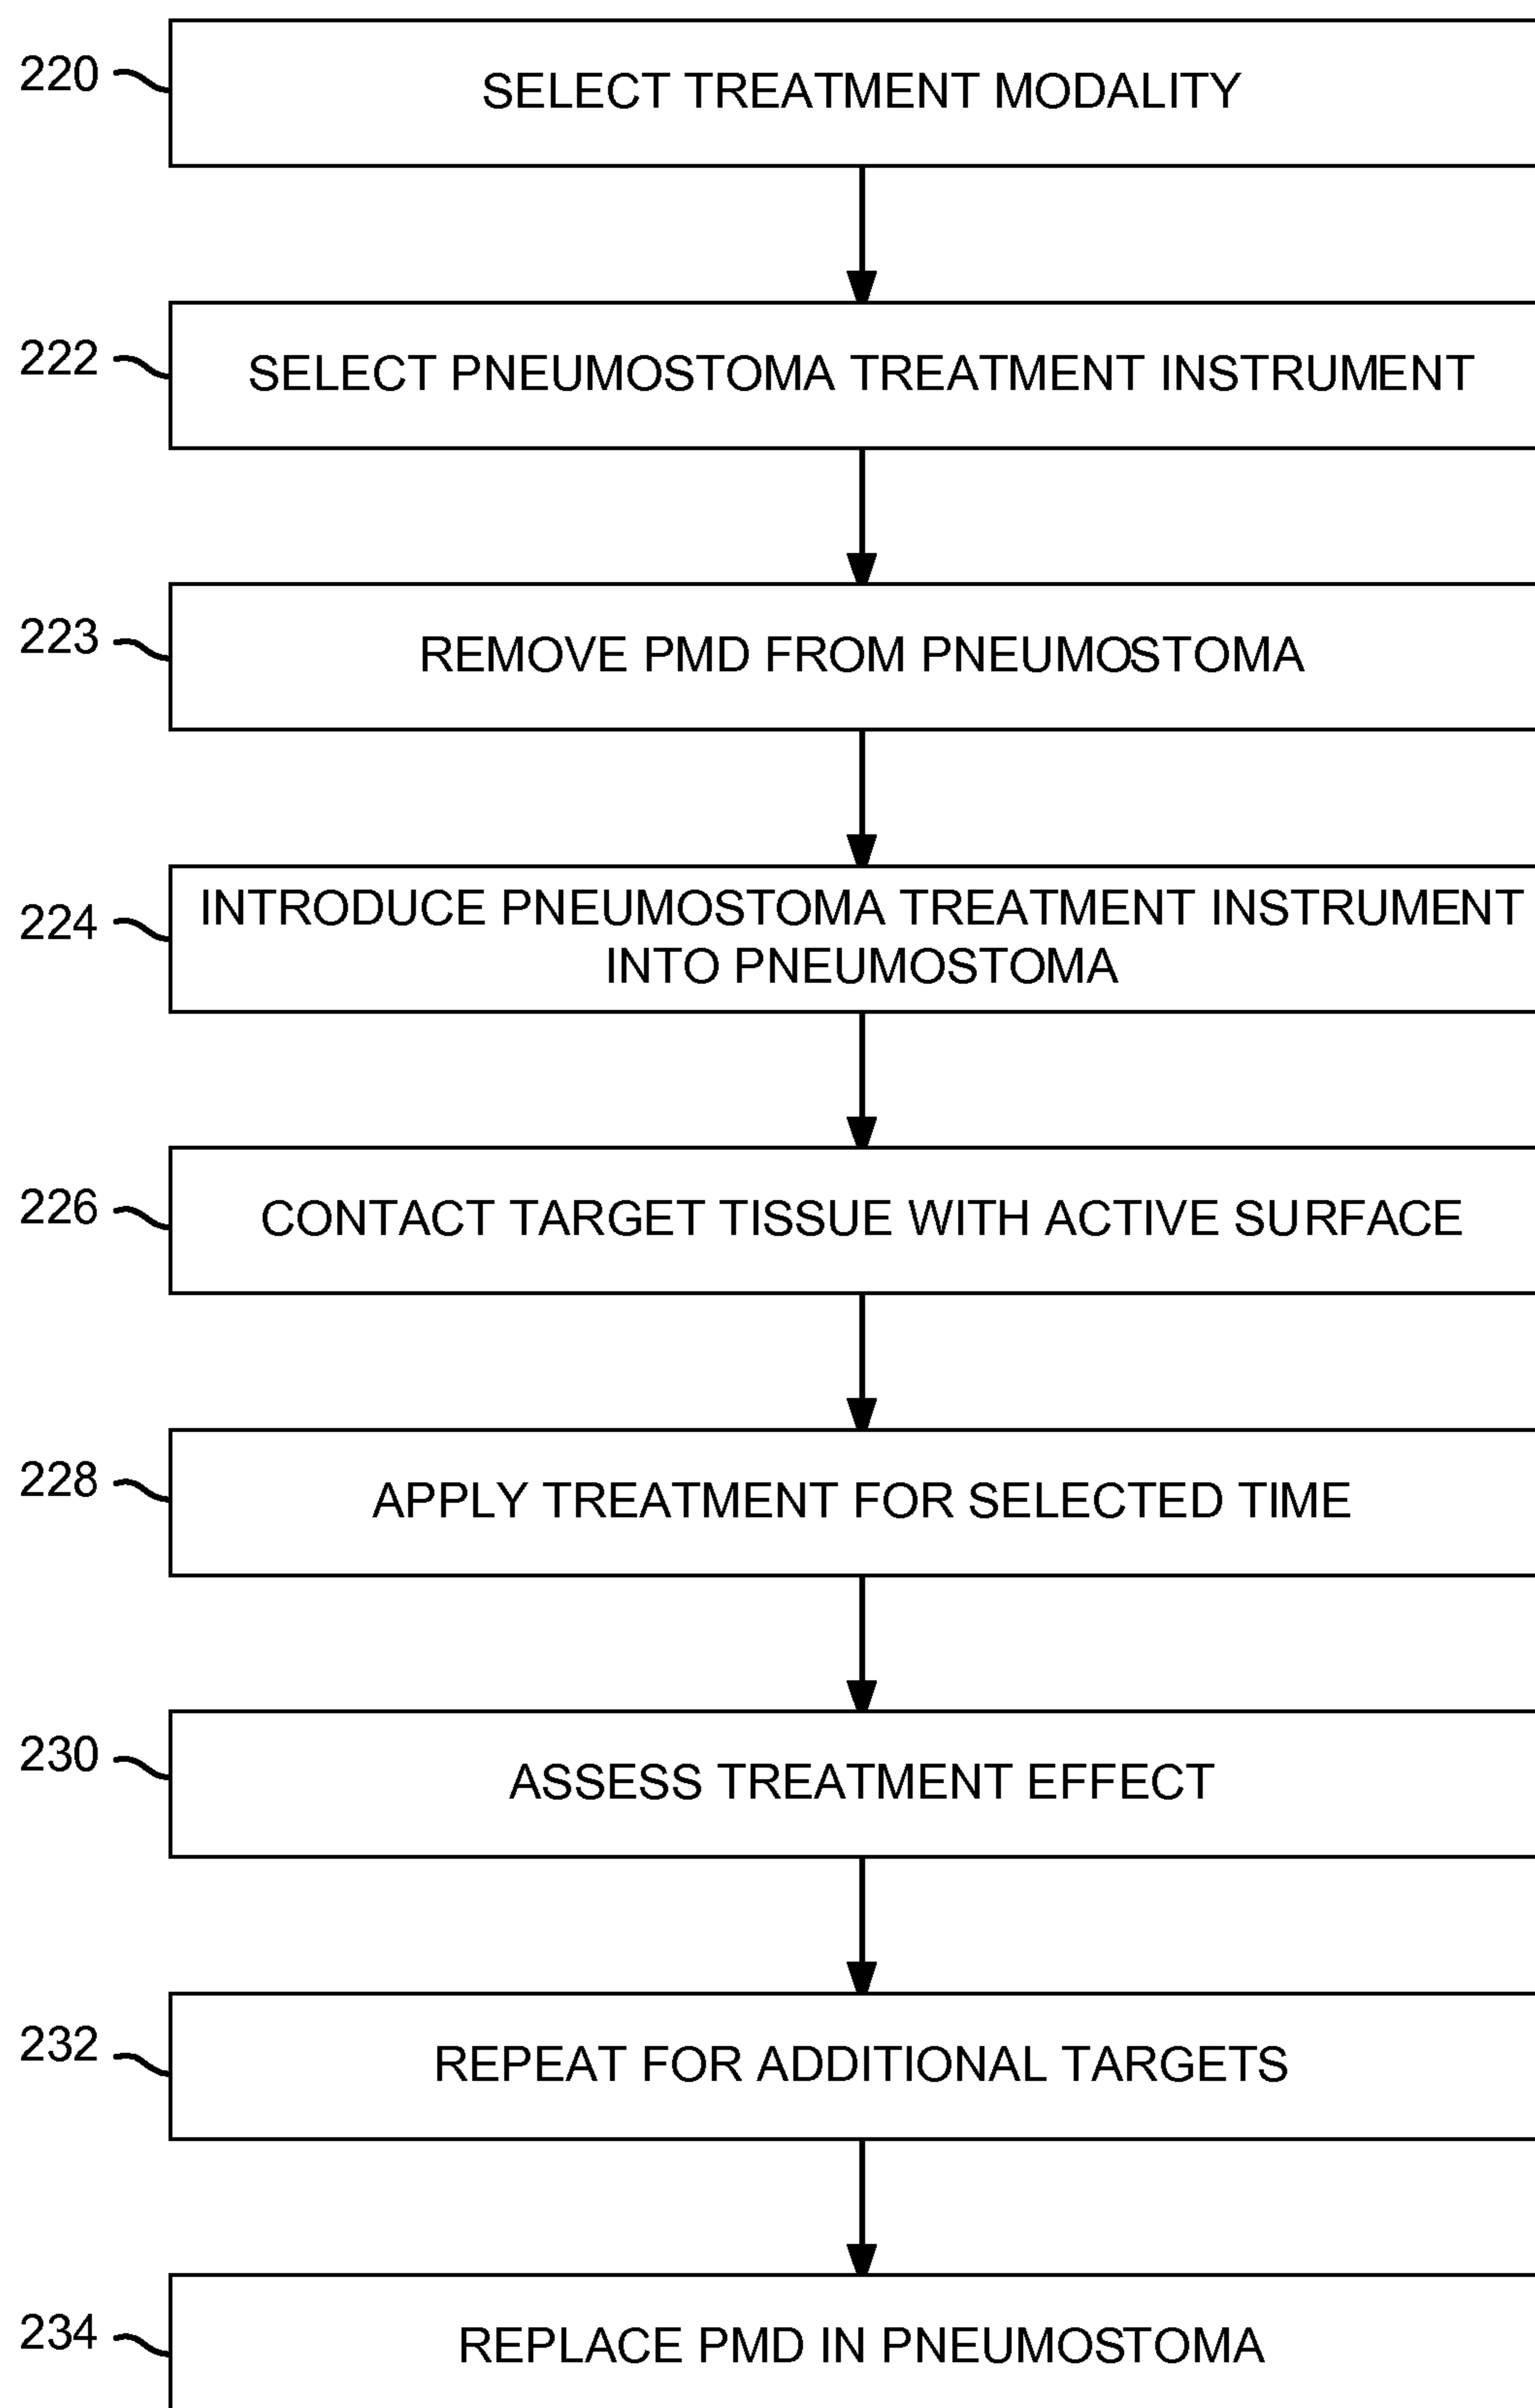 220
SELECT TREATMENT MODALITY
222
SELECT PNEUMOSTOMA TREATMENT INSTRUMENT
223
REMOVE PMD FROM PNEUMOSTOMA
224
INTRODUCE PNEUMOSTOMA TREATMENT INSTRUMENT
INTO PNEUMOSTOMA
226
CONTACT TARGET TISSUE WITH ACTIVE SURFACE
228
APPLY TREATMENT FOR SELECTED TIME
230
ASSESS TREATMENT EFFECT
232
REPEAT FOR ADDITIONAL TARGETS
234
REPLACE PMD IN PNEUMOSTOMA